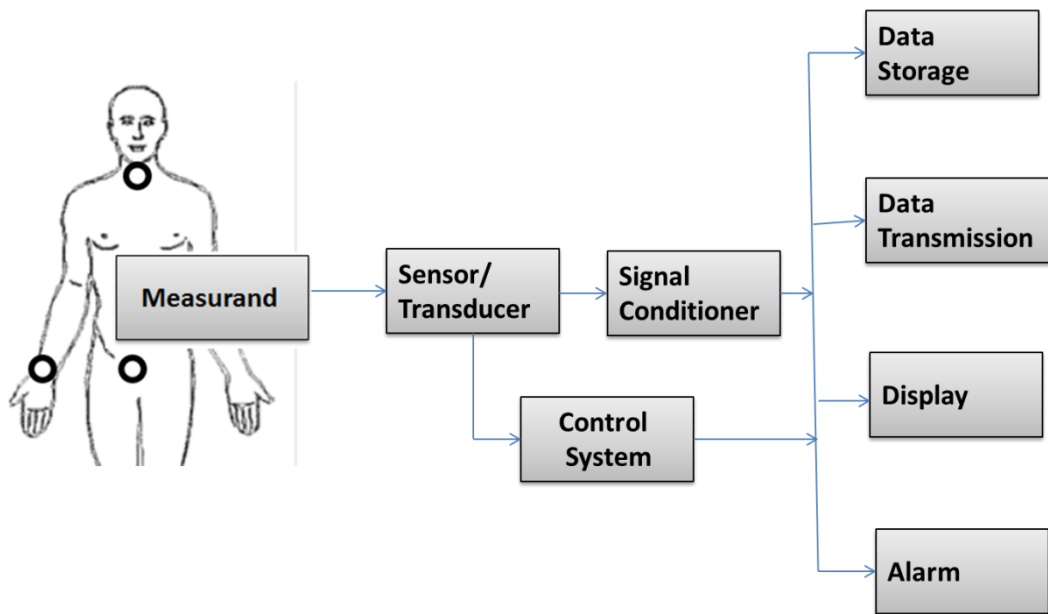 Measurand
Sensor/
Transducer
Signal
Conditioner
Control
System
Data
Storage
Data
Transmission
Display
Alarm